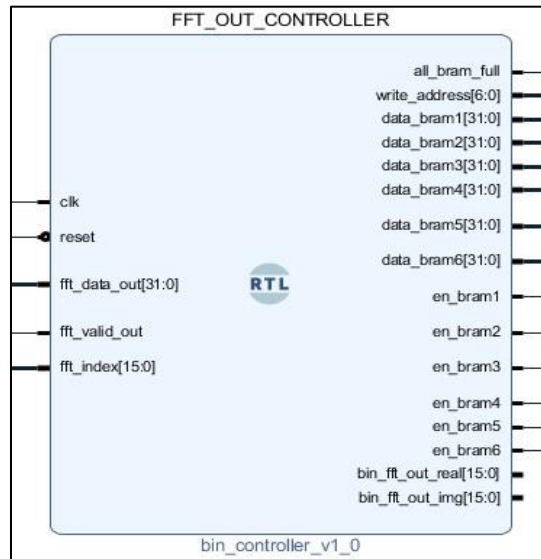 FFT_OUT_CONTROLLER
all_bram_full
write_address[6:0]
data_bram1[31:0]
data_bram2[31:0]
data_bram3[31:0]
data_bram4[31:0]
data_bram5[31:0]
data_bram6[31:0]
en_bram1
en_bram2
en_bram3
en_bram4
en_bram5
en_bram6
bin_fft_out_real[15:0]
bin_fft_out_img[15:0]
clk
reset
fft_data_out[31:0]
fft_valid_out
fft_index[15:0]
RTL
bin_controller_v1_0